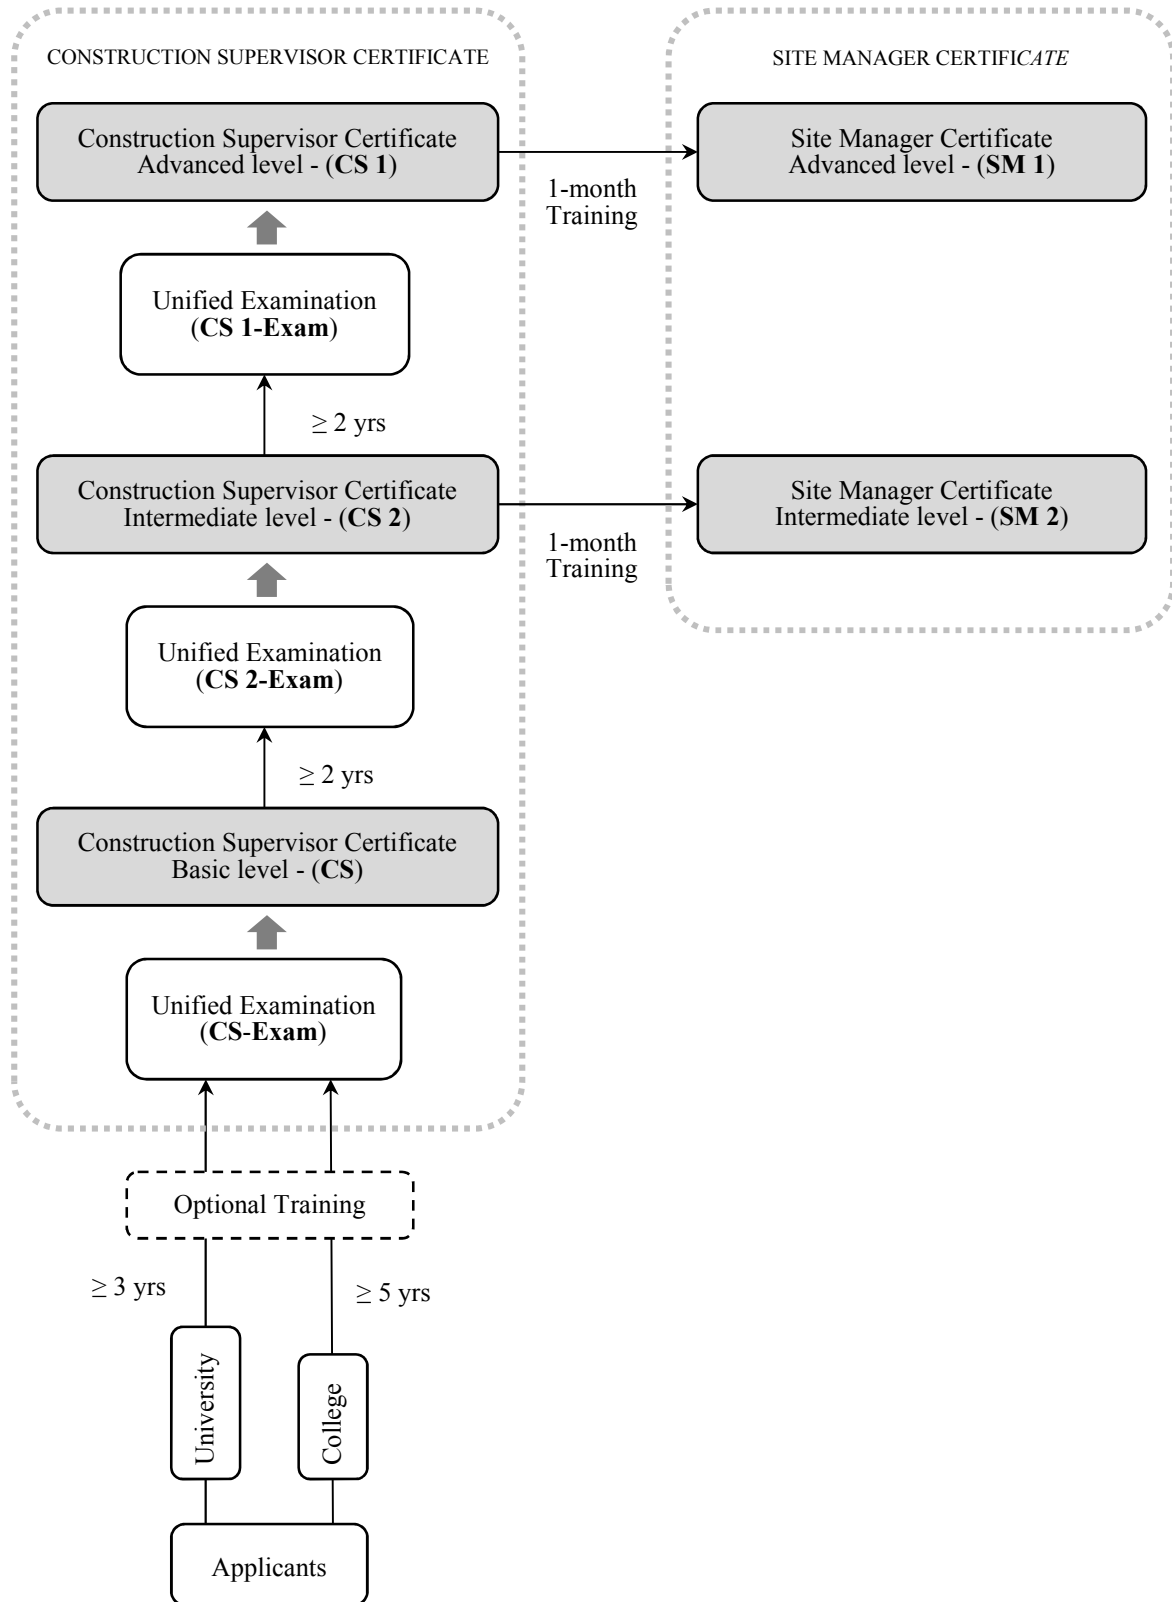 CONSTRUCTION SUPERVISOR CERTIFICATE
SITE MANAGER CERTIFICATE
Construction Supervisor Certificate
Advanced level - (CS 1)
Site Manager Certificate
Advanced level - (SM 1)
1-month
Training
Unified Examination
(CS 1-Exam)
≥ 2 yrs
Construction Supervisor Certificate
Intermediate level - (CS 2)
Site Manager Certificate
Intermediate level - (SM 2)
1-month
Training
Unified Examination
(CS 2-Exam)
≥ 2 yrs
Construction Supervisor Certificate
Basic level - (CS)
Unified Examination
(CS-Exam)
Optional Training
≥ 3 yrs
≥ 5 yrs
University
College
Applicants